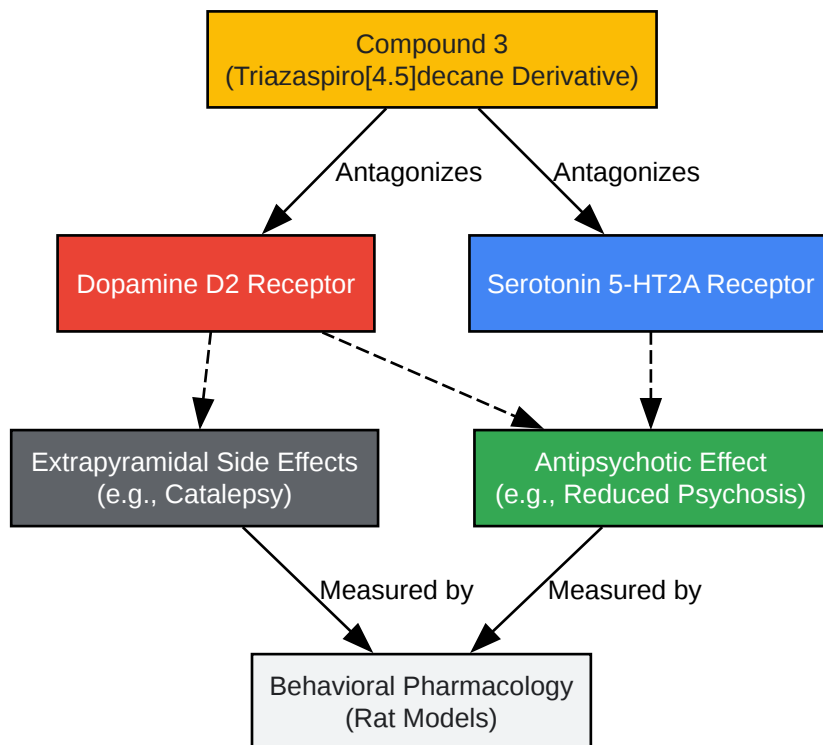 Compound 3
(Triazaspiro[4.5]decane Derivative)
Antagonizes
Antagonizes
Dopamine D2 Receptor
Serotonin 5-HT2A Receptor
Extrapyramidal Side Effects
(e.g., Catalepsy)
Antipsychotic Effect
(e.g., Reduced Psychosis)
Measured by
Measured by
Behavioral Pharmacology
(Rat Models)